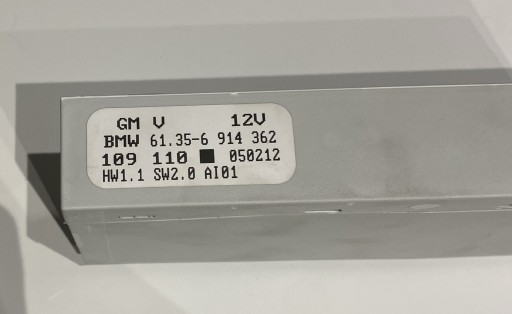 GM V 12V
BMW 61.35-6 914 362
109 110 ■ 050212
HW1.1 SW2.0 AI01